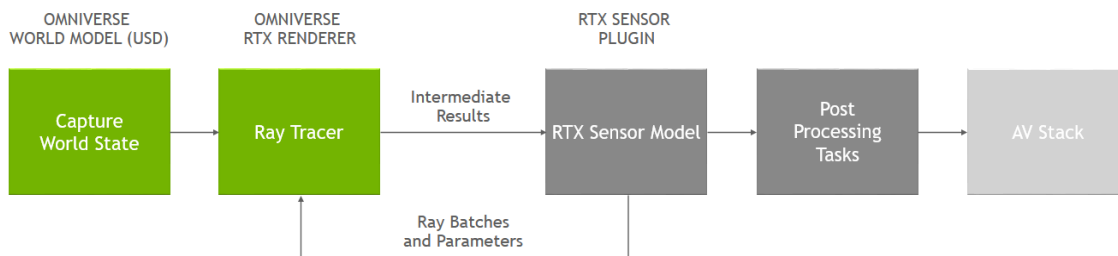 OMNIVERSE
WORLD MODEL (USD)
OMNIVERSE
RTX RENDERER
RTX SENSOR
PLUGIN
Capture
World State
Ray Tracer
Intermediate
Results
RTX Sensor Model
Post
Processing
Tasks
AV Stack
Ray Batches
and Parameters